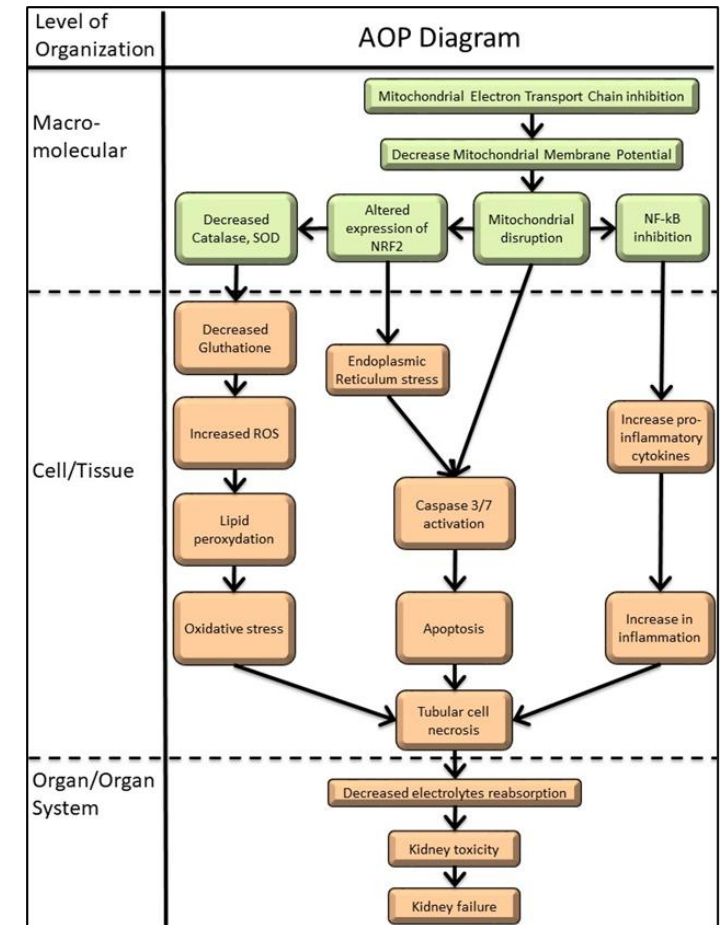 Level of
Organization
AOP Diagram
Macro-
molecular
Mitochondrial Electron Transport Chain inhibition
Decrease Mitochondrial Membrane Potential
Decreased
Catalase, SOD
Altered
expression of
NRF2
Mitochondrial
disruption
NF-kB
inhibition
Cell/Tissue
Decreased
Gluthatione
Endoplasmic
Reticulum stress
Increased ROS
Increase pro-
inflammatory
cytokines
Lipid
peroxydation
Caspase 3/7
activation
Oxidative stress
Apoptosis
Increase in
inflammation
Tubular cell
necrosis
Organ/Organ
System
Decreased electrolytes reabsorption
Kidney toxicity
Kidney failure